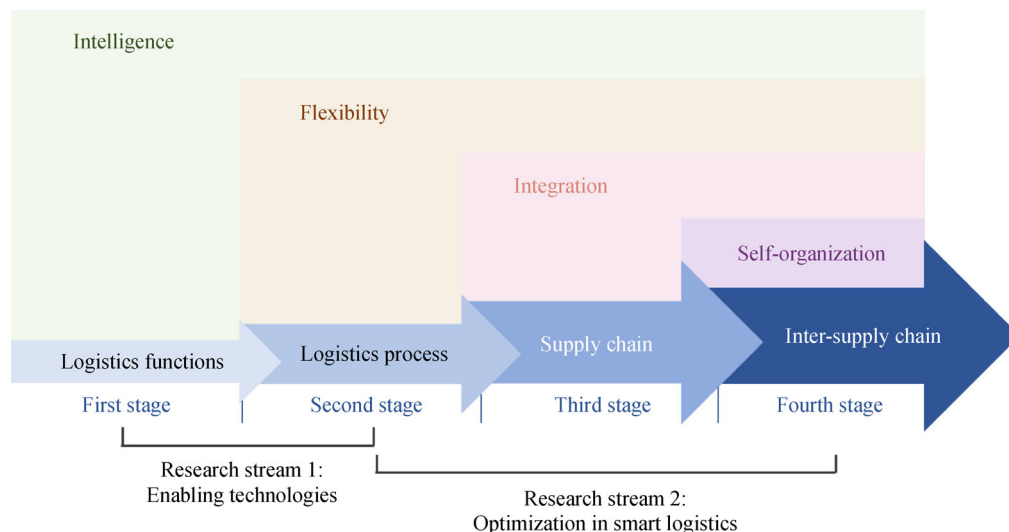 Intelligence
Flexibility
Integration
Self-organization
Logistics functions
Logistics process
Supply chain
Inter-supply chain
First stage
Second stage
Third stage
Fourth stage
Research stream 1:
Enabling technologies
Research stream 2:
Optimization in smart logistics